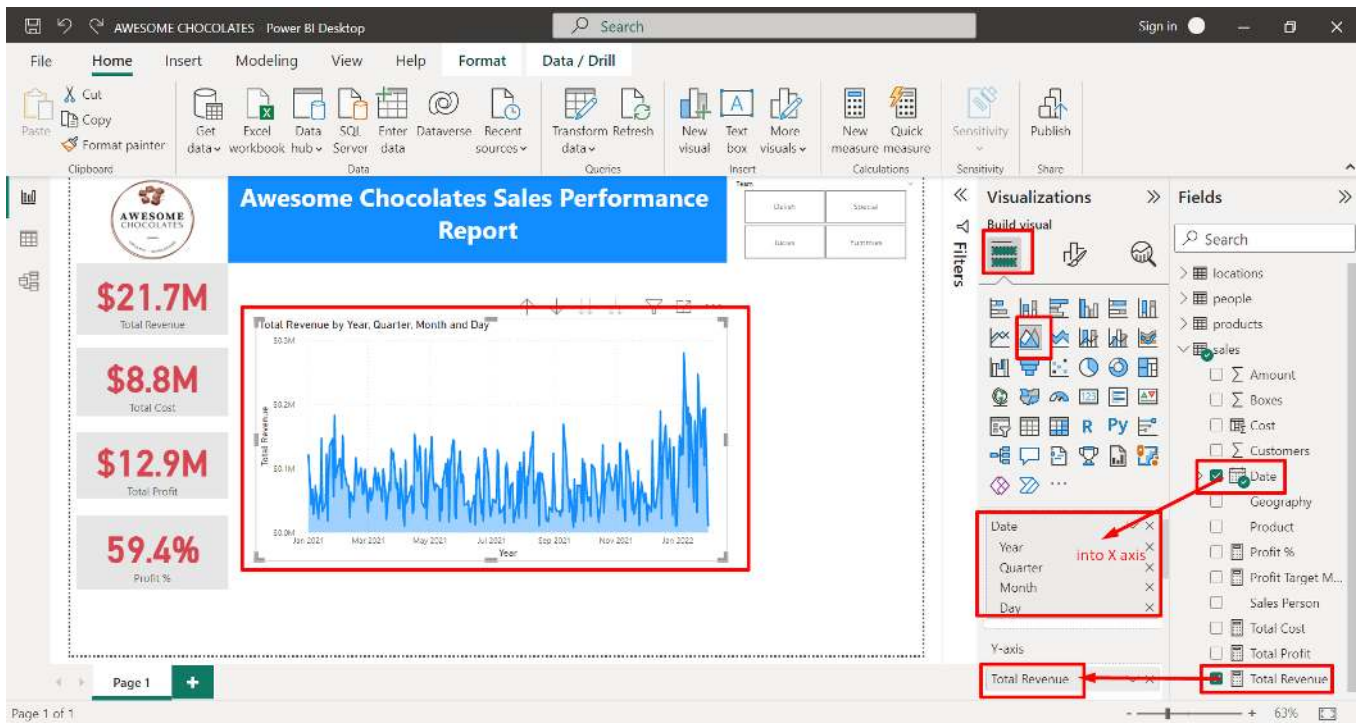 AWESOME CHOCOLATES - Power BI Desktop
Search
Sign in
File
Home
Insert
Modeling
View
Help
Format
Data / Drill
Paste
Cut
Copy
Format painter
Clipboard
Get data
Excel workbook
Data hub
SQL Server
Enter data
Dataverse
Recent sources
Data
Transform data
Refresh
Queries
New visual
Text box
More visuals
Insert
New measure
Quick measure
Calculations
Sensitivity
Sensitivity
Publish
Share
AWESOME
CHOCOLATES
Awesome Chocolates Sales Performance
Report
Team
Delish
Special
Yummies
$21.7M
Total Revenue
$8.8M
Total Cost
$12.9M
Total Profit
59.4%
Profit %
Total Revenue by Year, Quarter, Month and Day
$0.3M
$0.2M
$0.1M
$0.0M
Total Revenue
Jan 2021
Mar 2021
May 2021
Jul 2021
Sep 2021
Nov 2021
Jan 2022
Year
Filters
Visualizations
Build visual
123
R
Py
Date
Year
Quarter
Month
Day
into X axis
Y-axis
Total Revenue
Fields
Search
locations
people
products
sales
Amount
Boxes
Cost
Customers
Date
Geography
Product
Profit %
Profit Target M...
Sales Person
Total Cost
Total Profit
Total Revenue
Page 1
Page 1 of 1
63%